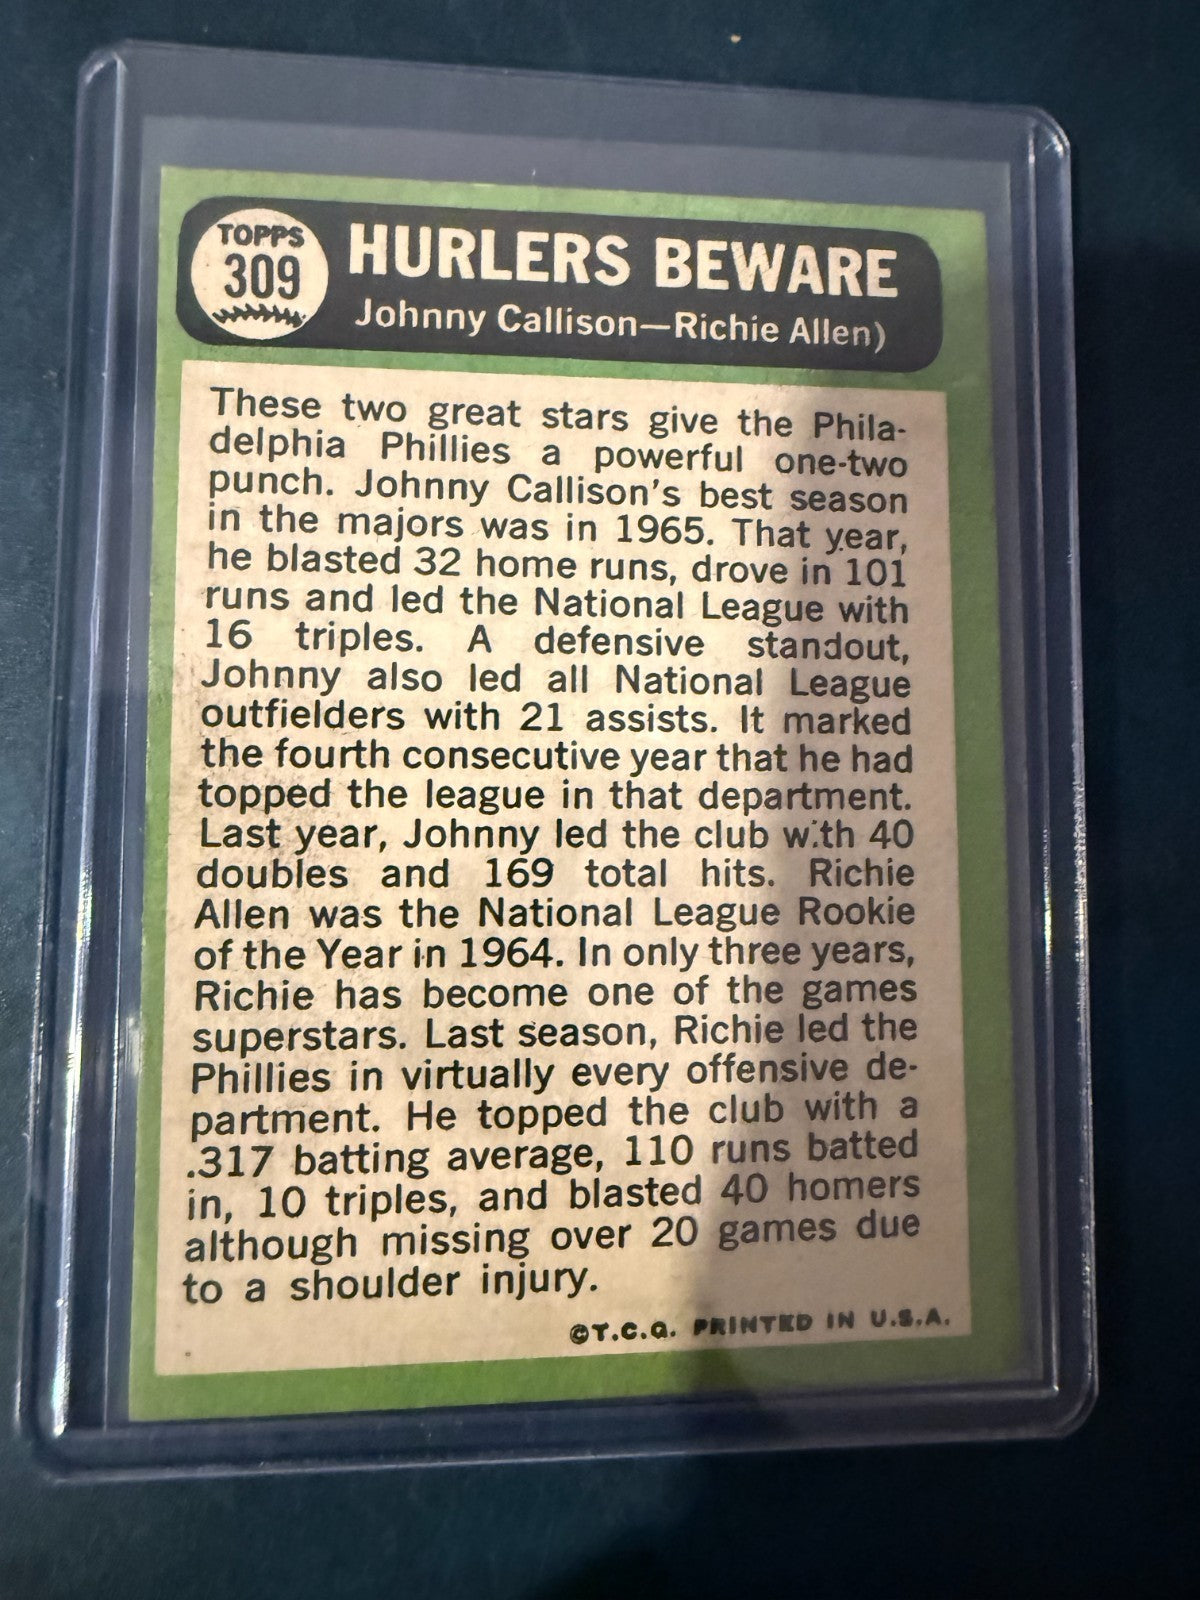 TOPPS
309
HURLERS BEWARE
Johnny Callison—Richie Allen)
These two great stars give the Phila-
delphia Phillies a powerful one-two
punch. Johnny Callison's best season
in the majors was in 1965. That year,
he blasted 32 home runs, drove in 101
runs and led the National League with
16 triples. A defensive standout,
Johnny also led all National League
outfielders with 21 assists. It marked
the fourth consecutive year that he had
topped the league in that department.
Last year, Johnny led the club with 40
doubles and 169 total hits. Richie
Allen was the National League Rookie
of the Year in 1964. In only three years,
Richie has become one of the games
superstars. Last season, Richie led the
Phillies in virtually every offensive de-
partment. He topped the club with a
.317 batting average, 110 runs batted
in, 10 triples, and blasted 40 homers
although missing over 20 games due
to a shoulder injury.
©T.C.G. PRINTED IN U.S.A.